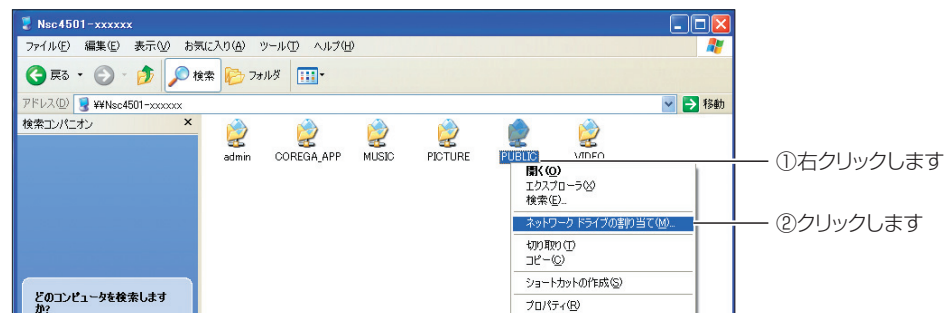 Nsc4501-xxxxxx
ファイル(F) 編集(E) 表示(V) お気に入り(A) ツール(T) ヘルプ(H)
戻る 検索 フォルダ
アドレス(D) ¥¥Nsc4501-xxxxxx 移動
検索コンパニオン ×
admin COREGA_APP MUSIC PICTURE PUBLIC VIDEO
①右クリックします
開く(O)
エクスプローラ(X)
検索(E)...
ネットワーク ドライブの割り当て(M)...
②クリックします
切り取り(T)
コピー(C)
ショートカットの作成(S)
プロパティ(R)
どのコンピュータを検索します
か?